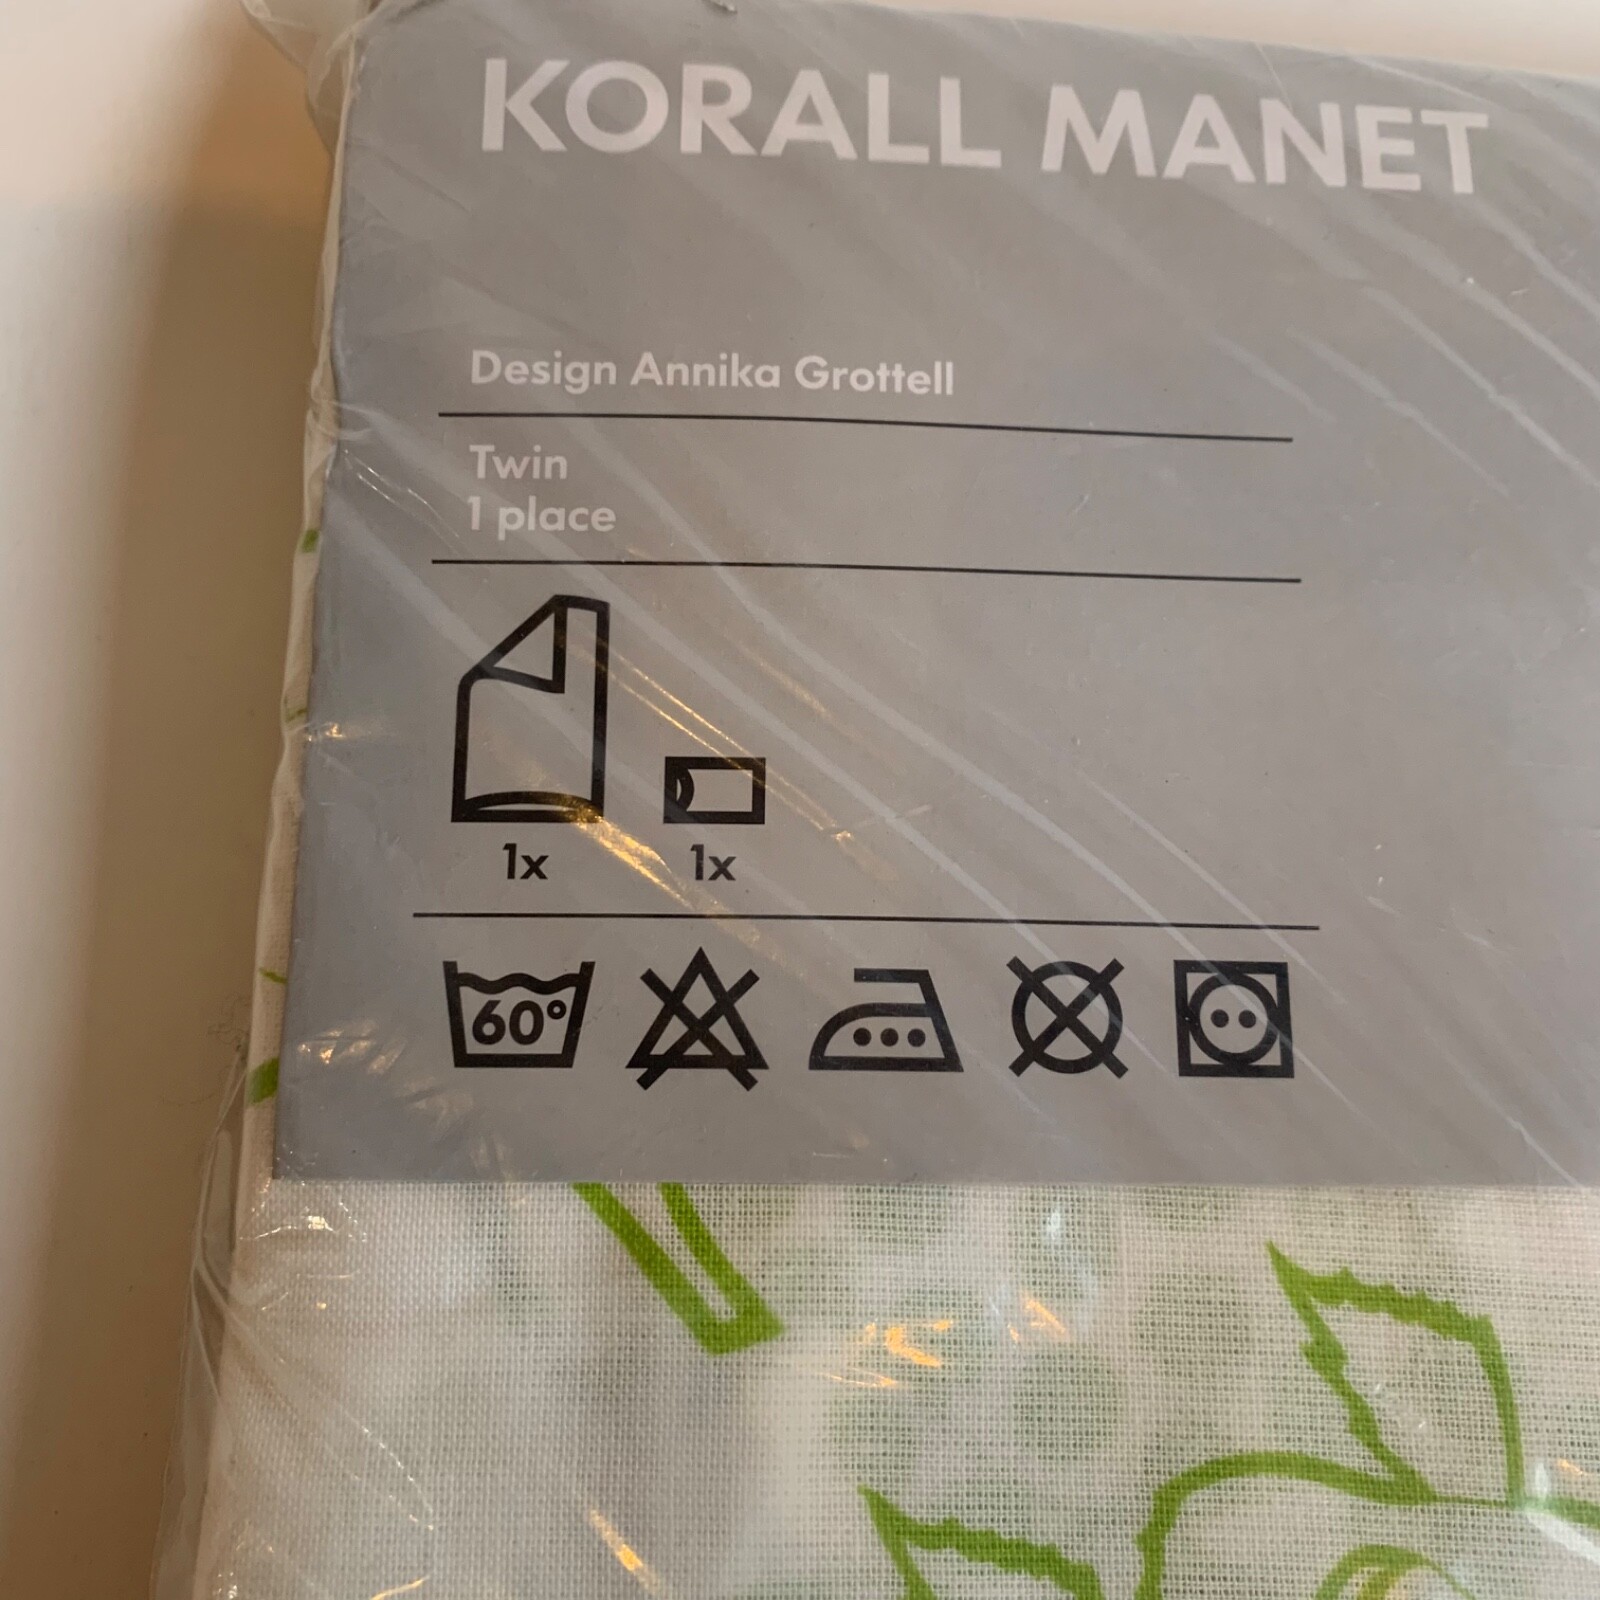 KORALL MANET
Design Annika Grottell
Twin
1 place
1x 1x
60°